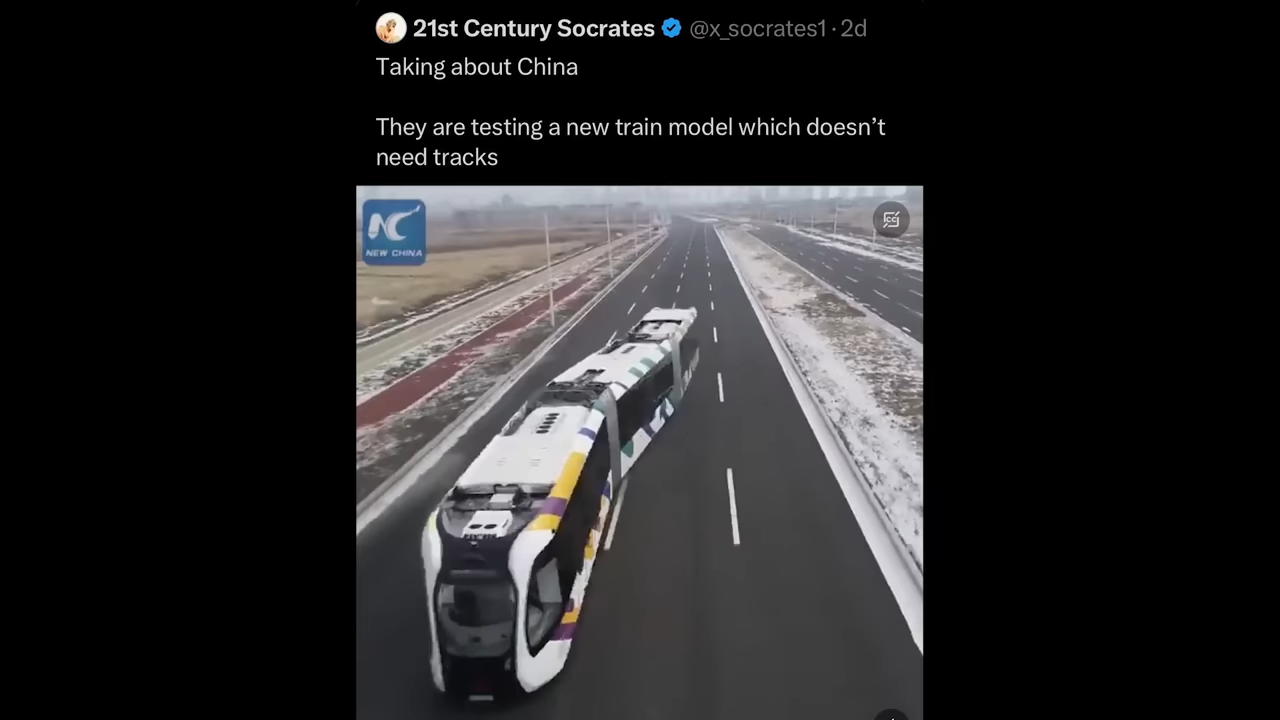 21st Century Socrates @x_socrates1 · 2d
Taking about China
They are testing a new train model which doesn’t
need tracks
NC
NEW CHINA
CC